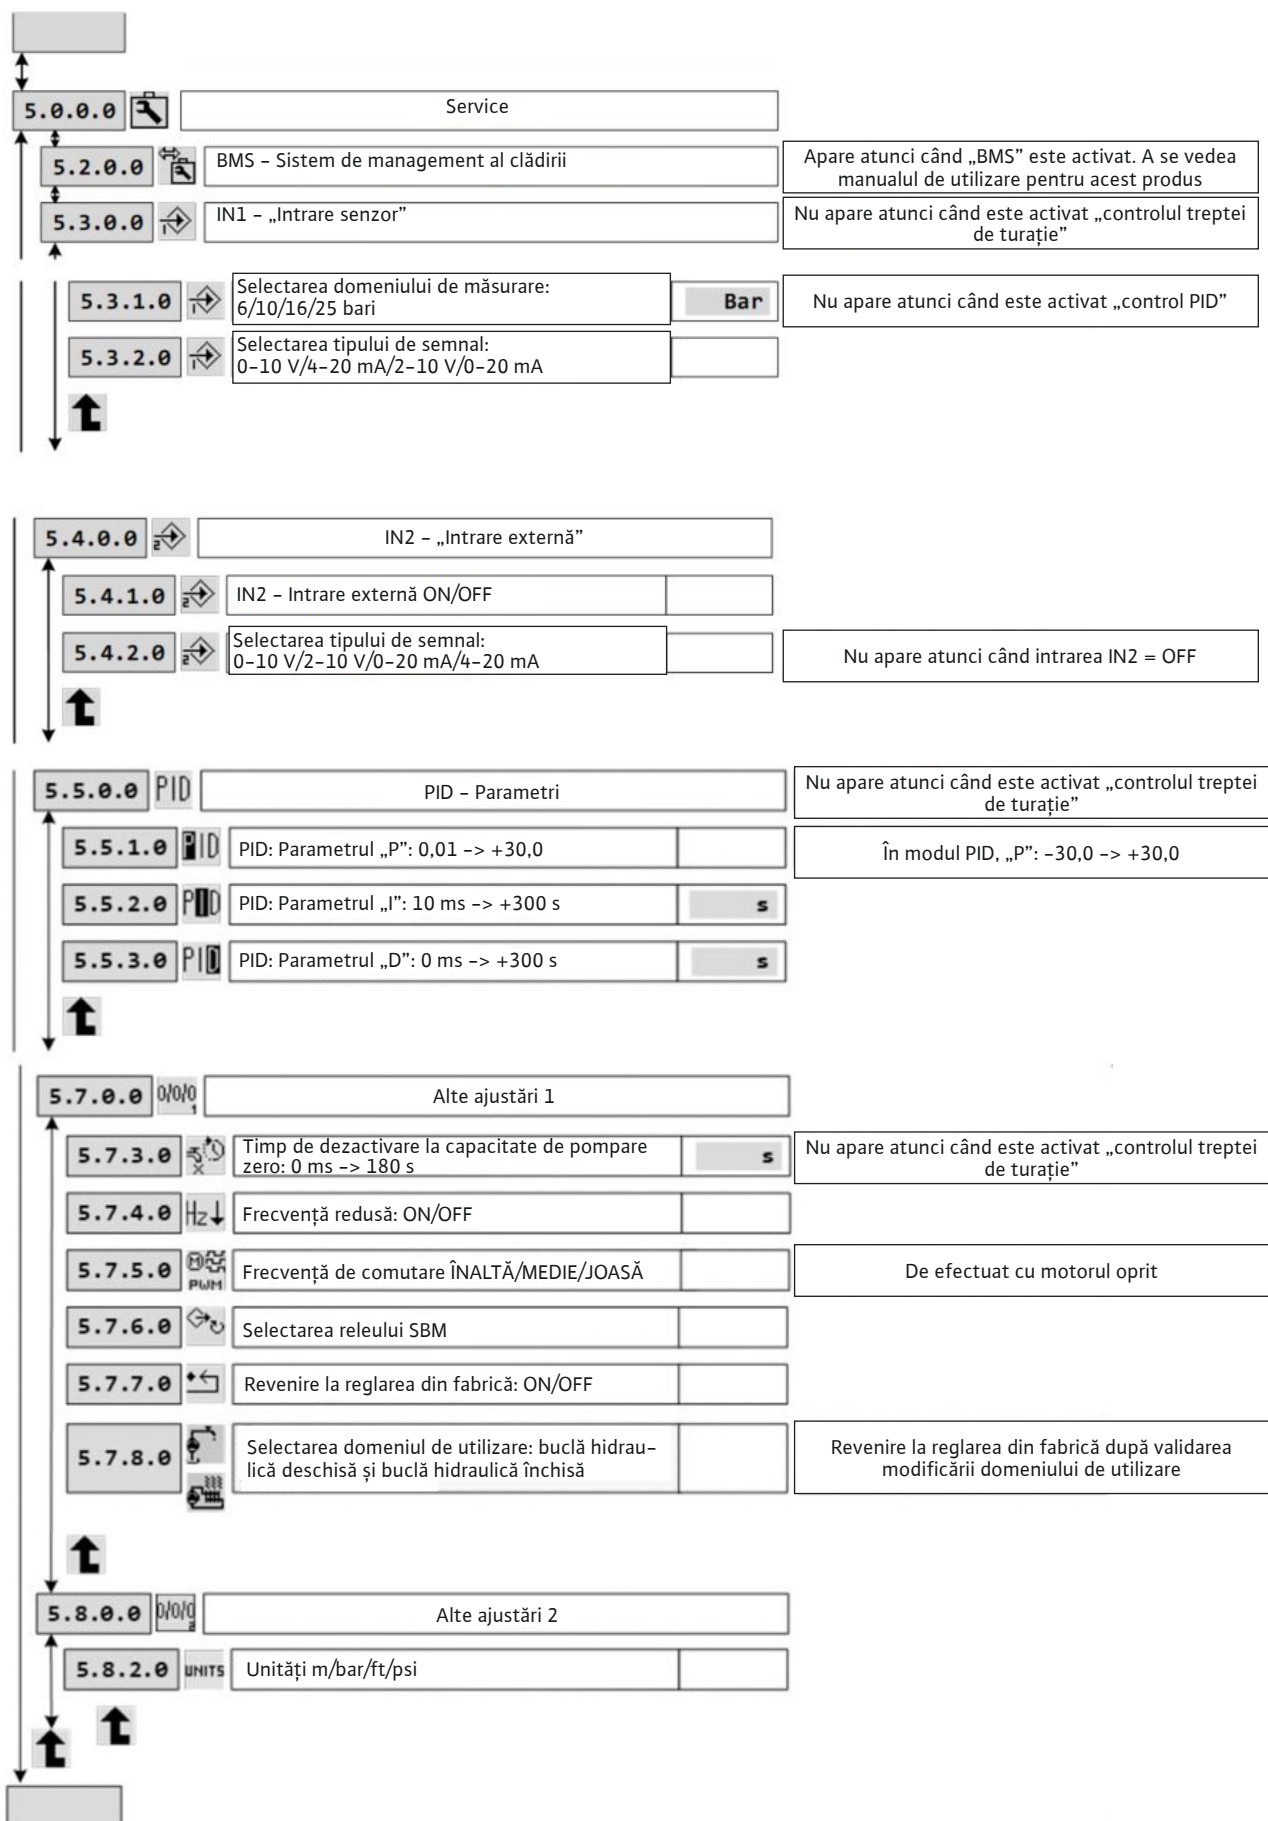 5.0.0.0 Service
5.2.0.0 BMS – Sistem de management al clădirii
Apare atunci când „BMS” este activat. A se vedea
manualul de utilizare pentru acest produs
5.3.0.0 IN1 – „Intrare senzor”
Nu apare atunci când este activat „controlul treptei
de turație”
5.3.1.0 Selectarea domeniului de măsurare:
6/10/16/25 bari
Bar
Nu apare atunci când este activat „control PID”
5.3.2.0 Selectarea tipului de semnal:
0–10 V/4–20 mA/2–10 V/0–20 mA
5.4.0.0 2 IN2 – „Intrare externă”
5.4.1.0 2 IN2 – Intrare externă ON/OFF
5.4.2.0 2 Selectarea tipului de semnal:
0–10 V/2–10 V/0–20 mA/4–20 mA
Nu apare atunci când intrarea IN2 = OFF
5.5.0.0 PID PID – Parametri
Nu apare atunci când este activat „controlul treptei
de turație”
5.5.1.0 PID PID: Parametrul „P”: 0,01 –> +30,0
În modul PID, „P”: –30,0 –> +30,0
5.5.2.0 PID PID: Parametrul „I”: 10 ms –> +300 s
s
5.5.3.0 PID PID: Parametrul „D”: 0 ms –> +300 s
s
5.7.0.0 0/0/0 1 Alte ajustări 1
5.7.3.0 Timp de dezactivare la capacitate de pompare
zero: 0 ms –> 180 s
s
Nu apare atunci când este activat „controlul treptei
de turație”
5.7.4.0 Hz Frecvență redusă: ON/OFF
5.7.5.0 M PWM Frecvență de comutare ÎNALTĂ/MEDIE/JOASĂ
De efectuat cu motorul oprit
5.7.6.0 Selectarea releului SBM
5.7.7.0 Revenire la reglarea din fabrică: ON/OFF
5.7.8.0 Selectarea domeniul de utilizare: buclă hidrau–
lică deschisă și buclă hidraulică închisă
Revenire la reglarea din fabrică după validarea
modificării domeniului de utilizare
5.8.0.0 0/0/0 2 Alte ajustări 2
5.8.2.0 UNITS Unități m/bar/ft/psi